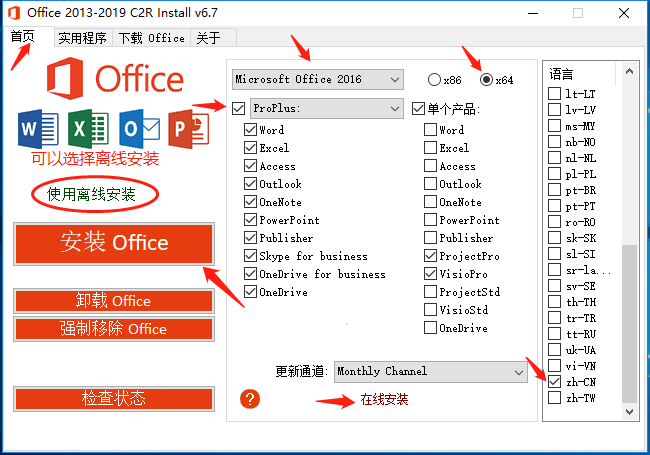 Office 2013-2019 C2R Install v6.7
首页 实用程序 下载 Office 关于
Office
W X O P
可以选择离线安装
使用离线安装
安装 Office
卸载 Office
强制移除 Office
检查状态
Microsoft Office 2016
x86 x64
ProPlus:
Word
Excel
Access
Outlook
OneNote
PowerPoint
Publisher
Skype for business
OneDrive for business
OneDrive
单个产品:
Word
Excel
Access
Outlook
OneNote
PowerPoint
Publisher
ProjectPro
VisioPro
ProjectStd
VisioStd
OneDrive
更新通道: Monthly Channel
?
在线安装
语言
lt-LT
lv-LV
ms-MY
nb-NO
nl-NL
pl-PL
pt-BR
pt-PT
ro-RO
sk-SK
sl-SI
sr-la...
sv-SE
th-TH
tr-TR
tt-RU
uk-UA
vi-VN
zh-CN
zh-TW